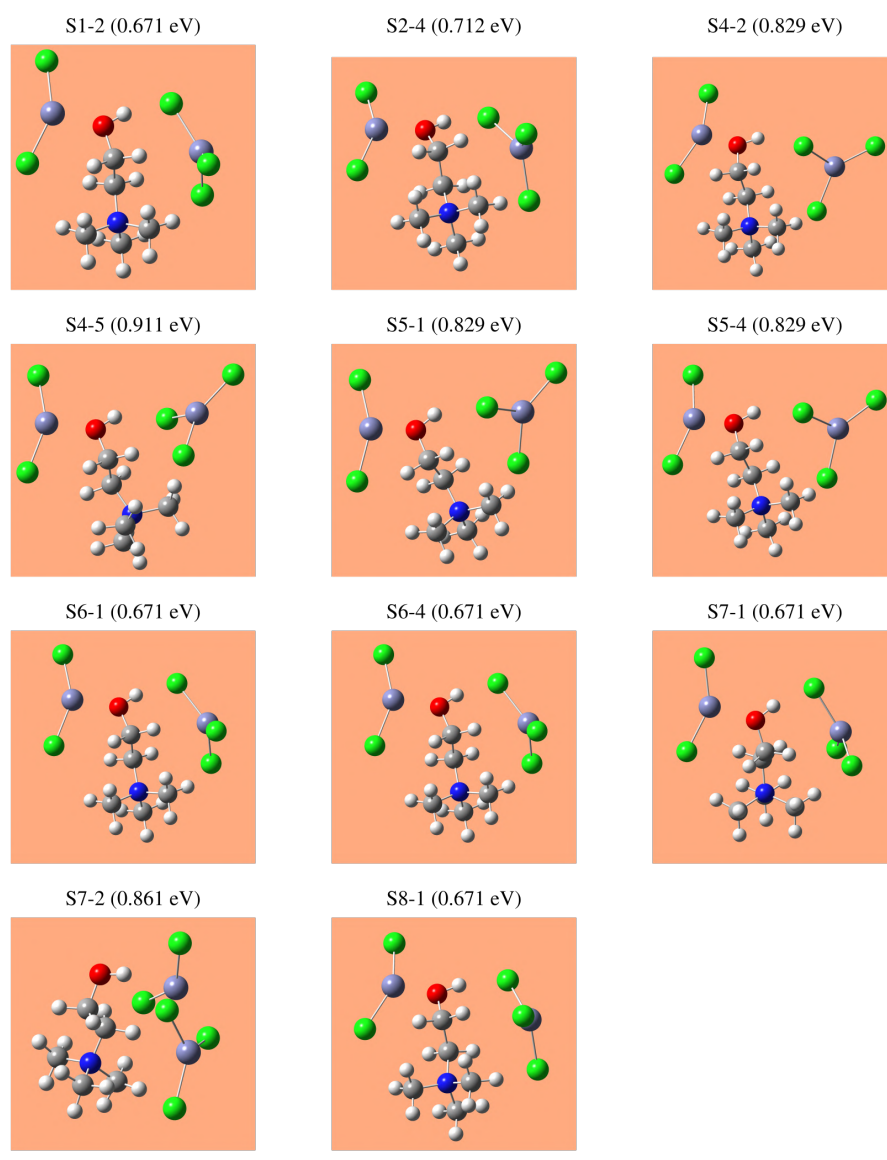 S1-2 (0.671 eV)
S2-4 (0.712 eV)
S4-2 (0.829 eV)
S4-5 (0.911 eV)
S5-1 (0.829 eV)
S5-4 (0.829 eV)
S6-1 (0.671 eV)
S6-4 (0.671 eV)
S7-1 (0.671 eV)
S7-2 (0.861 eV)
S8-1 (0.671 eV)